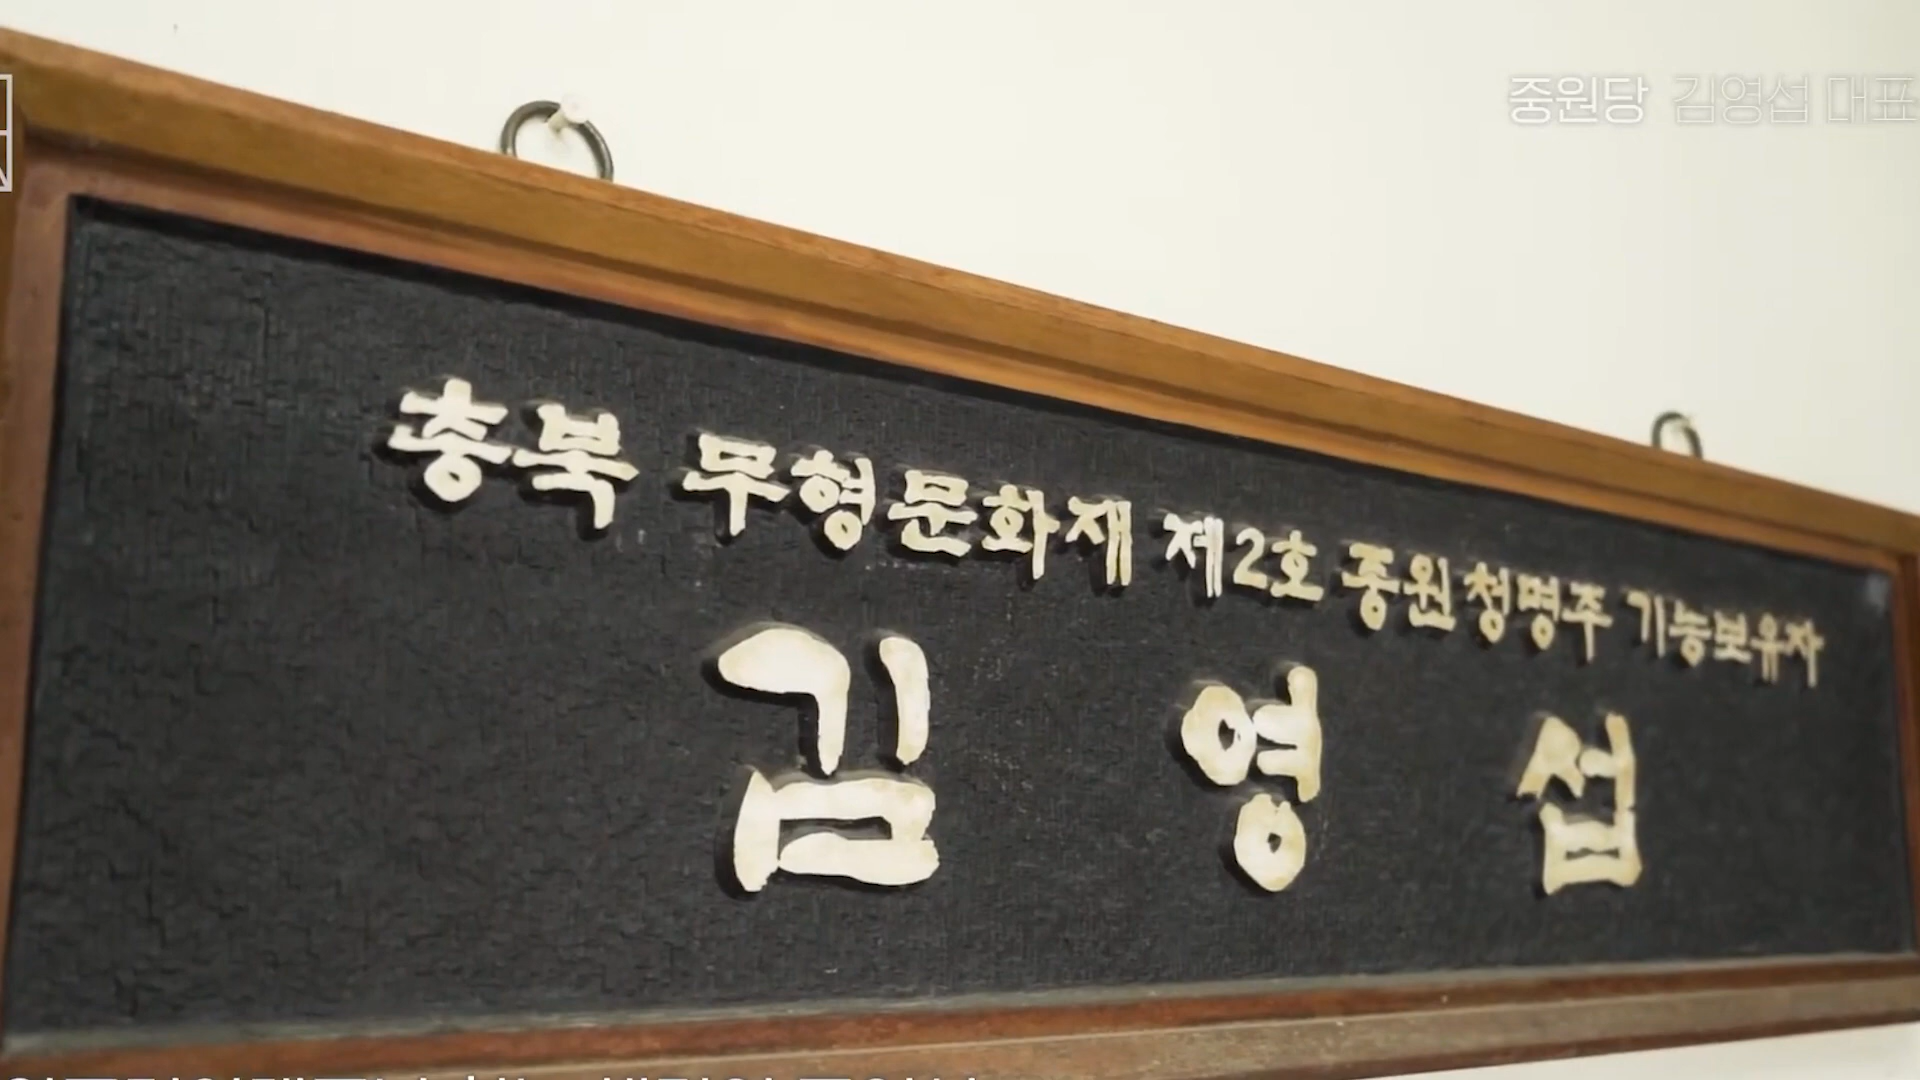 중원당 김영섭 대표
충북 무형문화재 제2호 중원청명주 기능보유자
김영섭